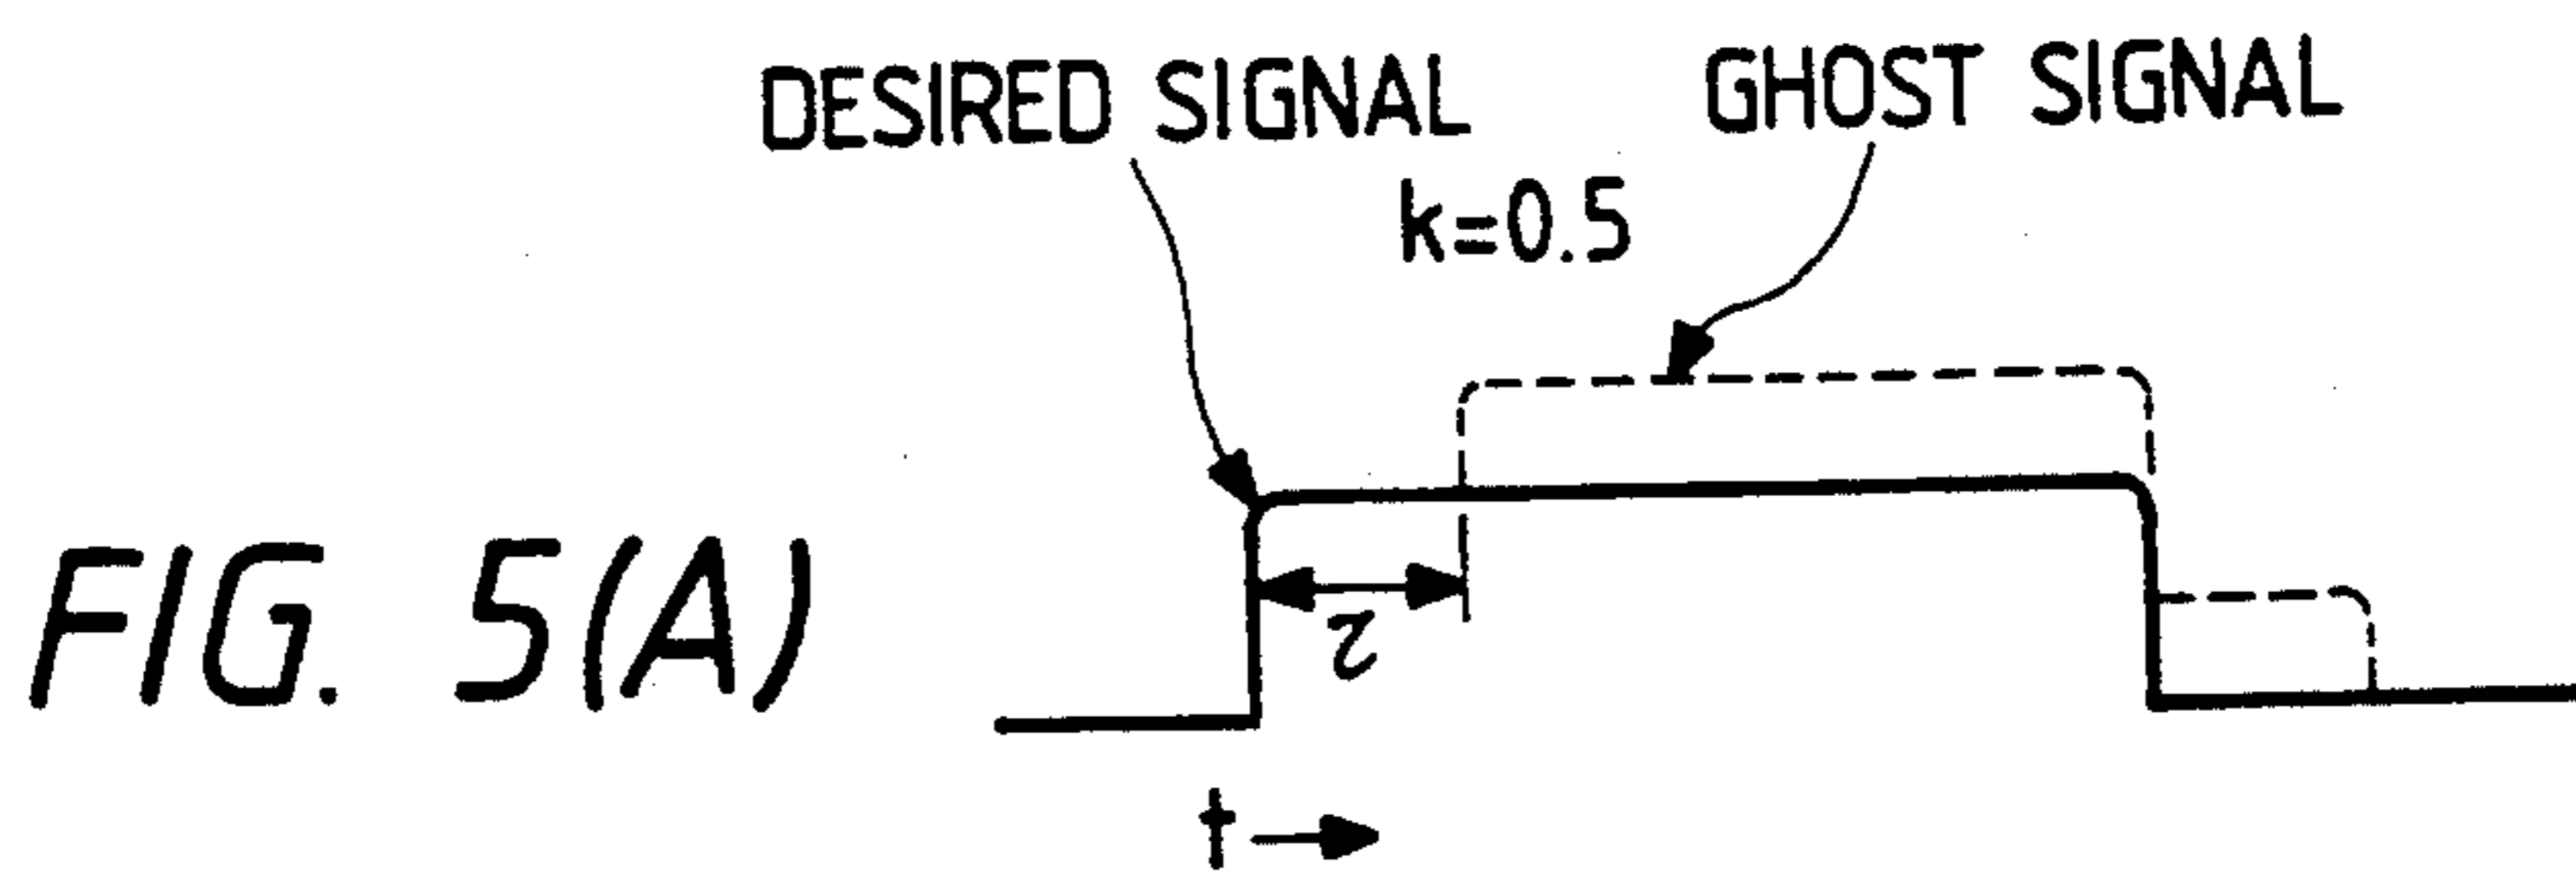 DESIRED SIGNAL
GHOST SIGNAL
k=0.5
FIG. 5(A)
τ
t